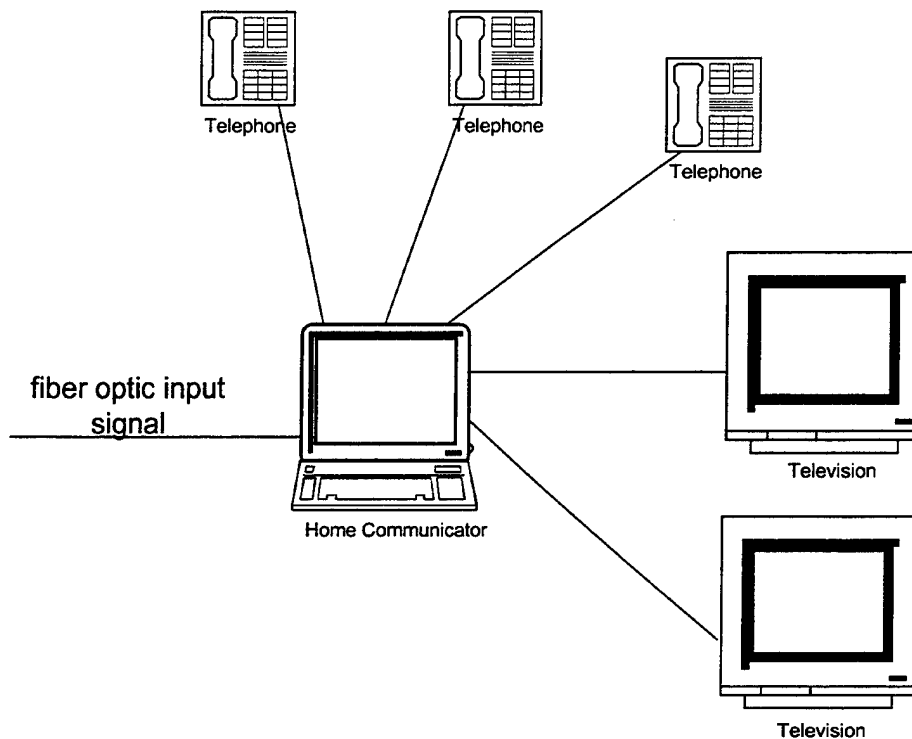 Telephone
Telephone
Telephone
fiber optic input
signal
Home Communicator
Television
Television